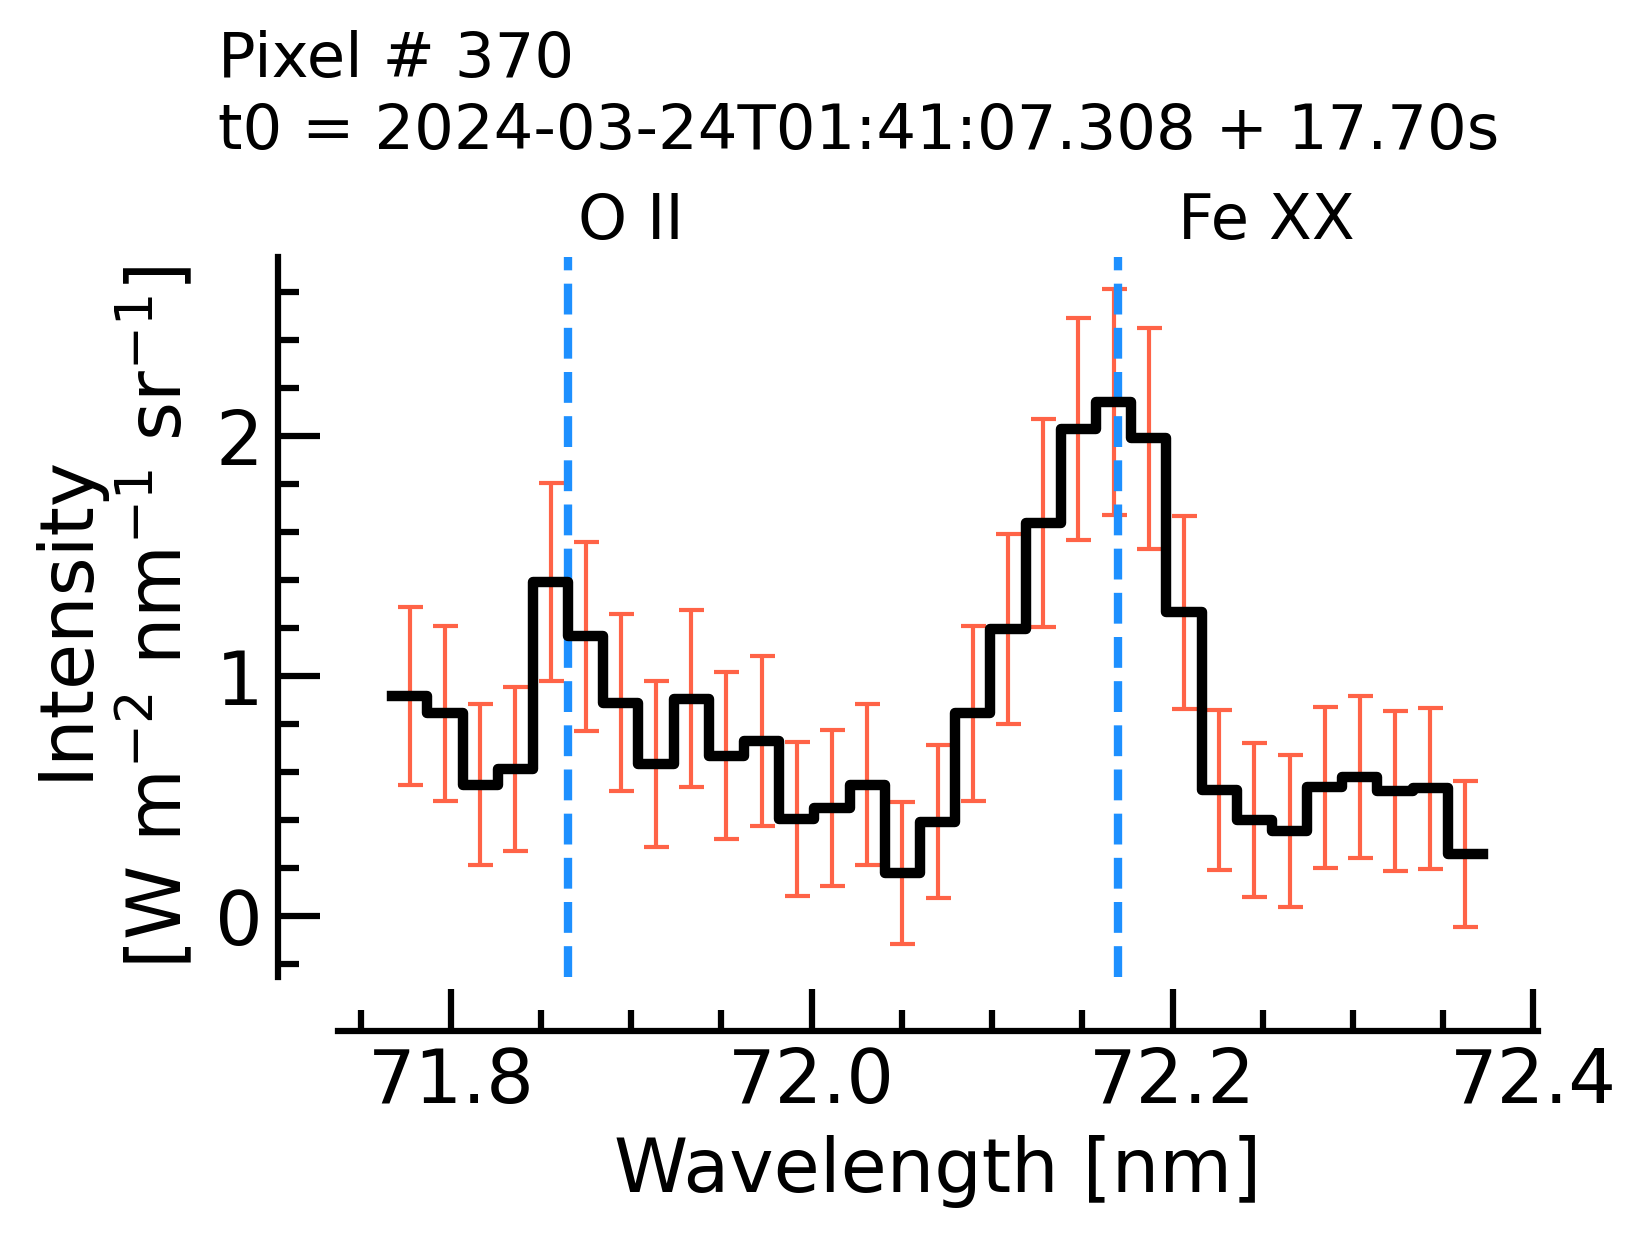 Pixel # 370
t0 = 2024-03-24T01:41:07.308 + 17.70s
O II
Fe XX
Intensity
[W m⁻² nm⁻¹ sr⁻¹]
2
1
0
71.8
72.0
72.2
72.4
Wavelength [nm]